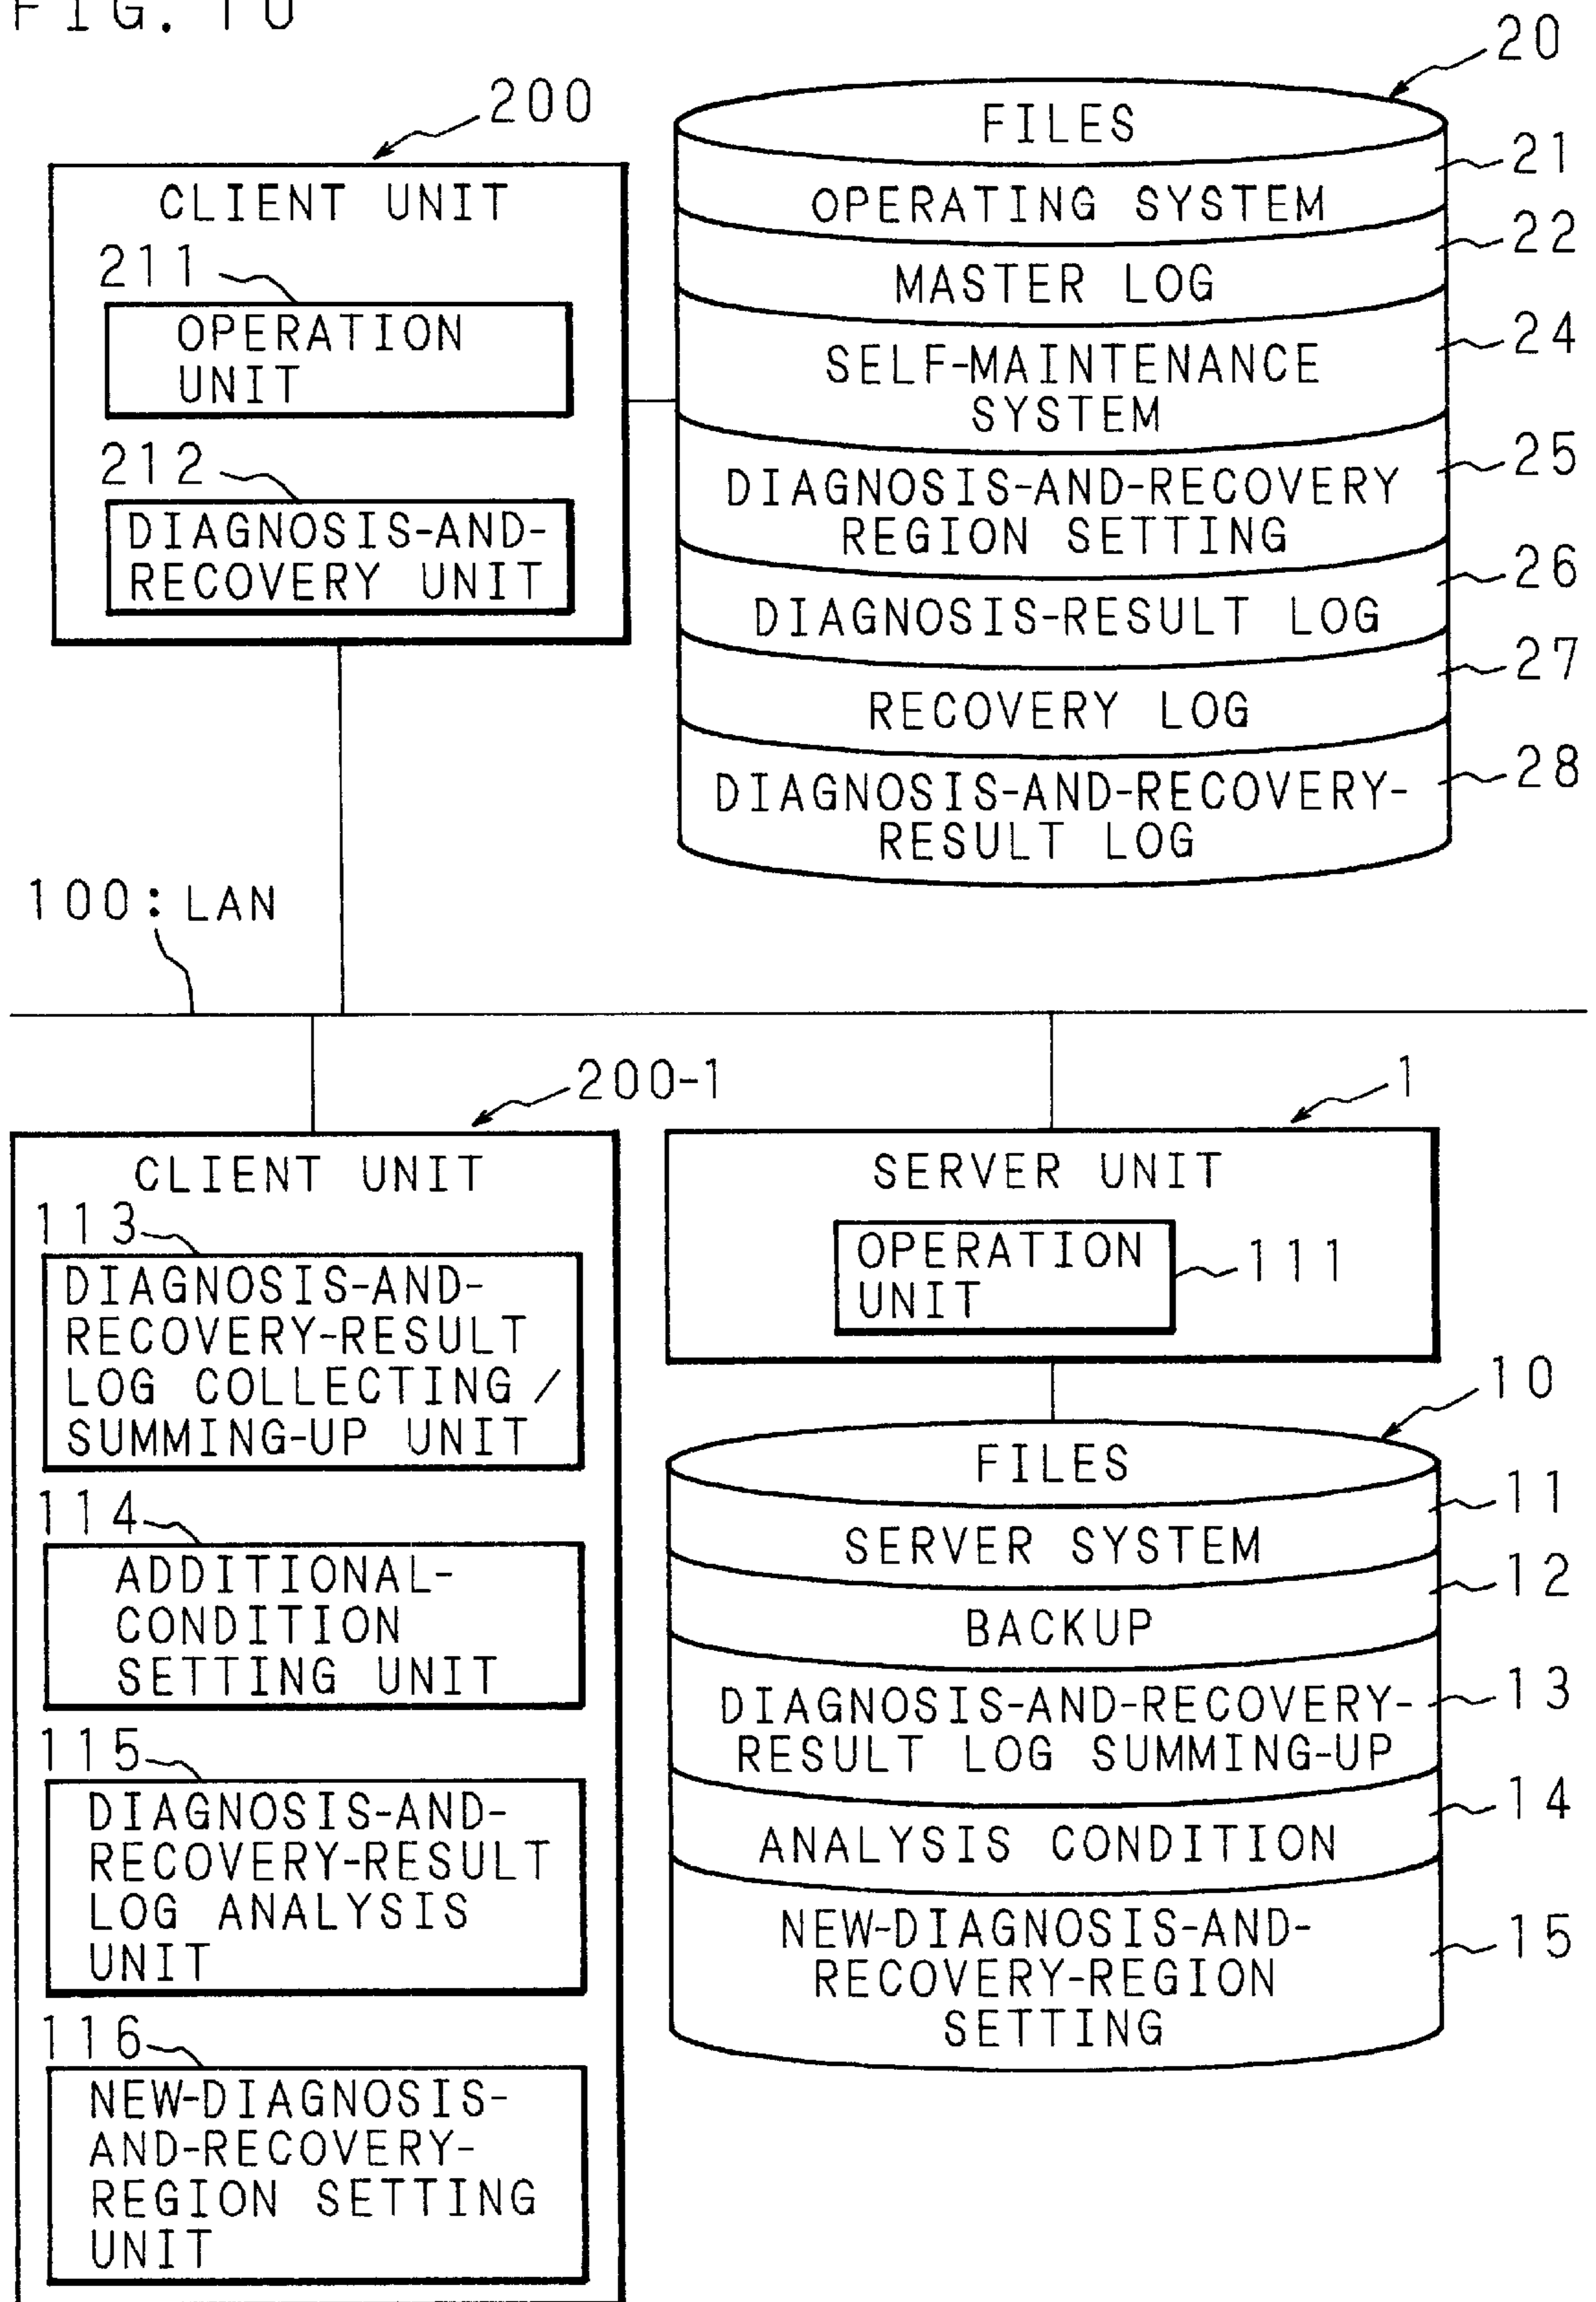 FIG. 10
200
CLIENT UNIT
211
OPERATION
UNIT
212
DIAGNOSIS-AND-
RECOVERY UNIT
20
FILES
21
OPERATING SYSTEM
22
MASTER LOG
24
SELF-MAINTENANCE
SYSTEM
25
DIAGNOSIS-AND-RECOVERY
REGION SETTING
26
DIAGNOSIS-RESULT LOG
27
RECOVERY LOG
28
DIAGNOSIS-AND-RECOVERY-
RESULT LOG
100: LAN
200-1
CLIENT UNIT
113
DIAGNOSIS-AND-
RECOVERY-RESULT
LOG COLLECTING/
SUMMING-UP UNIT
114
ADDITIONAL-
CONDITION
SETTING UNIT
115
DIAGNOSIS-AND-
RECOVERY-RESULT
LOG ANALYSIS
UNIT
116
NEW-DIAGNOSIS-
AND-RECOVERY-
REGION SETTING
UNIT
1
SERVER UNIT
OPERATION
UNIT
111
10
FILES
11
SERVER SYSTEM
12
BACKUP
13
DIAGNOSIS-AND-RECOVERY-
RESULT LOG SUMMING-UP
14
ANALYSIS CONDITION
15
NEW-DIAGNOSIS-AND-
RECOVERY-REGION
SETTING